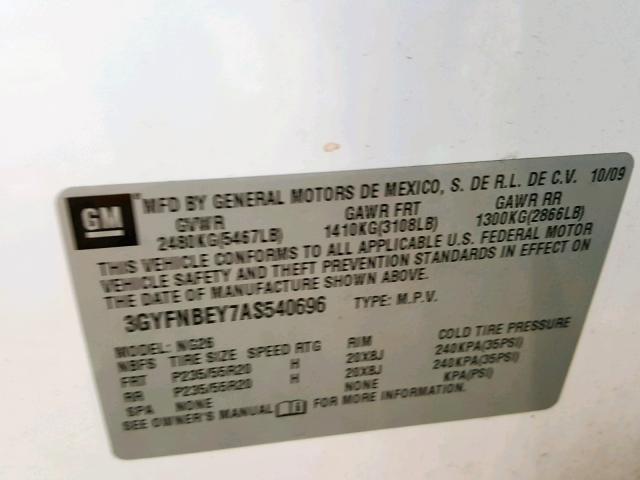 GM MFD BY GENERAL MOTORS DE MEXICO, S. DE R.L. DE C.V. 10/09
GVWR GAWR FRT GAWR RR
2480KG(5467LB) 1410KG(3108LB) 1300KG(2866LB)
THIS VEHICLE CONFORMS TO ALL APPLICABLE U.S. FEDERAL MOTOR
VEHICLE SAFETY AND THEFT PREVENTION STANDARDS IN EFFECT ON
THE DATE OF MANUFACTURE SHOWN ABOVE.
3GYFNBEY7AS540696 TYPE: M.P.V.
MODEL: NG26
NBFS TIRE SIZE SPEED RTG RIM COLD TIRE PRESSURE
FRT P235/55R20 H 20X8J 240KPA(35PSI)
RR P235/55R20 H 20X8J 240KPA(35PSI)
SPA NONE NONE KPA(PSI)
SEE OWNER'S MANUAL FOR MORE INFORMATION.